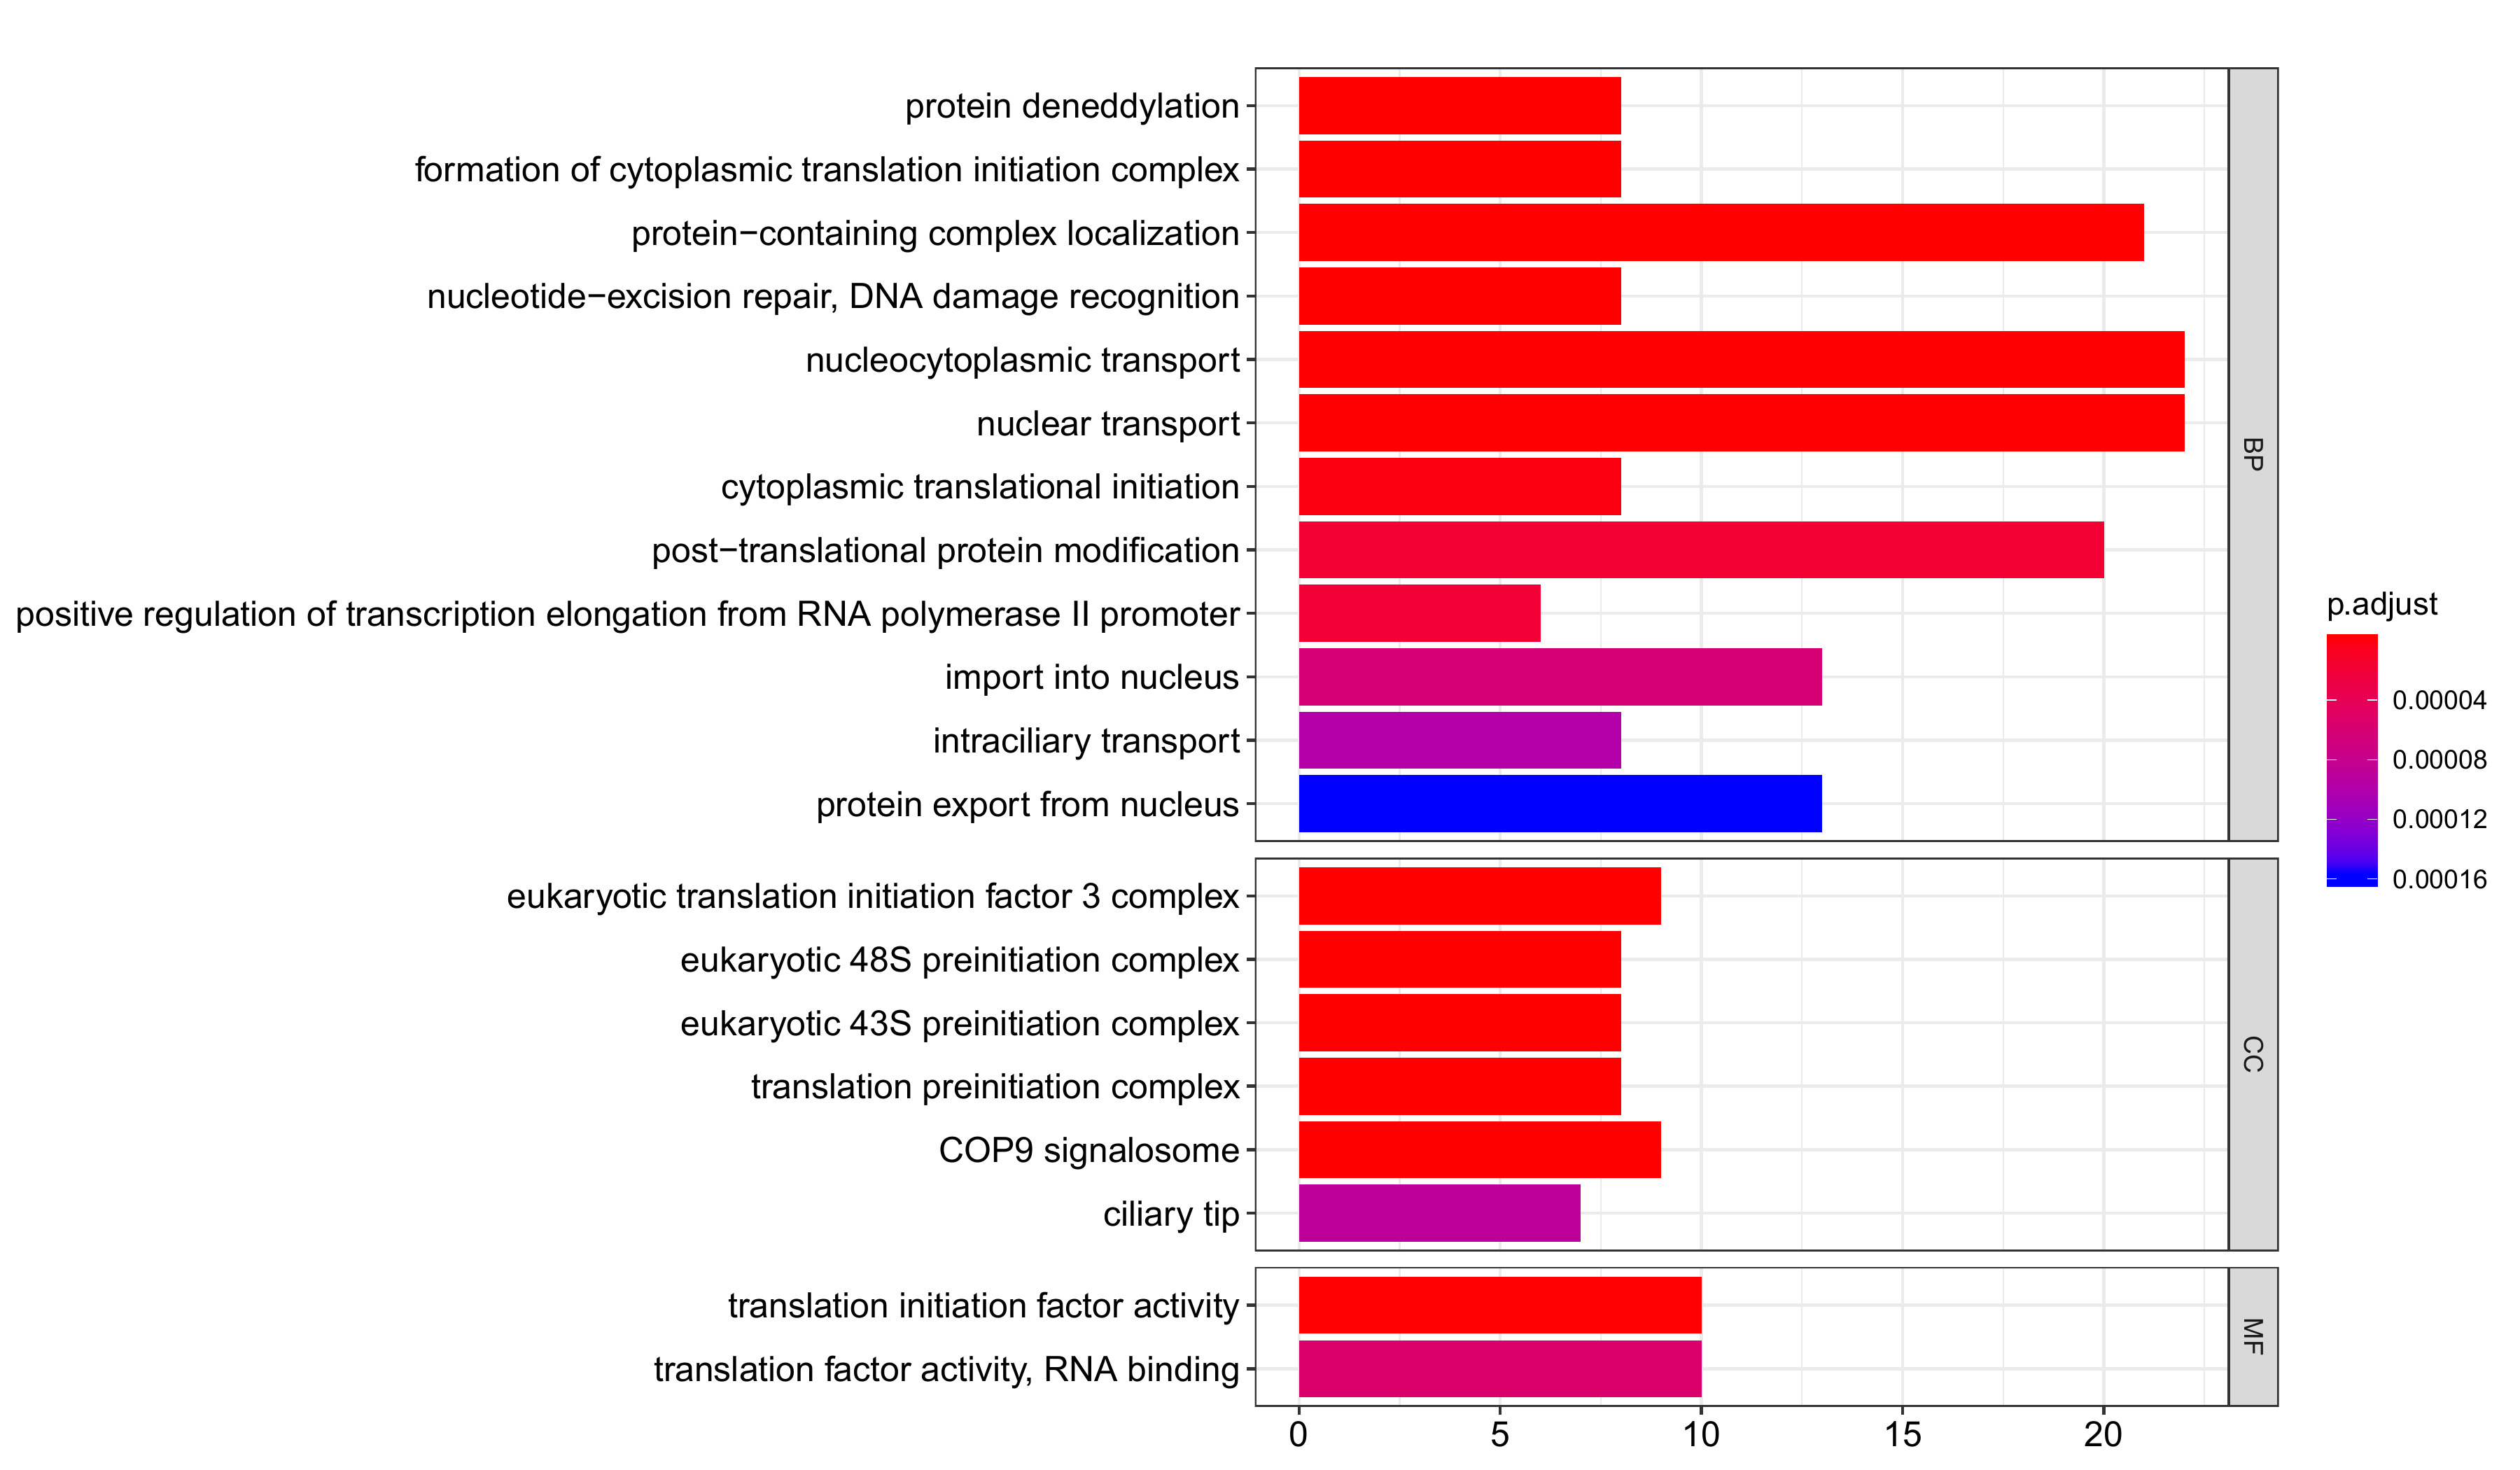 protein deneddylation
formation of cytoplasmic translation initiation complex
protein−containing complex localization
nucleotide−excision repair, DNA damage recognition
nucleocytoplasmic transport
nuclear transport
cytoplasmic translational initiation
post−translational protein modification
positive regulation of transcription elongation from RNA polymerase II promoter
import into nucleus
intraciliary transport
protein export from nucleus
BP
eukaryotic translation initiation factor 3 complex
eukaryotic 48S preinitiation complex
eukaryotic 43S preinitiation complex
translation preinitiation complex
COP9 signalosome
ciliary tip
CC
translation initiation factor activity
translation factor activity, RNA binding
MF
0 5 10 15 20
p.adjust
0.00004
0.00008
0.00012
0.00016